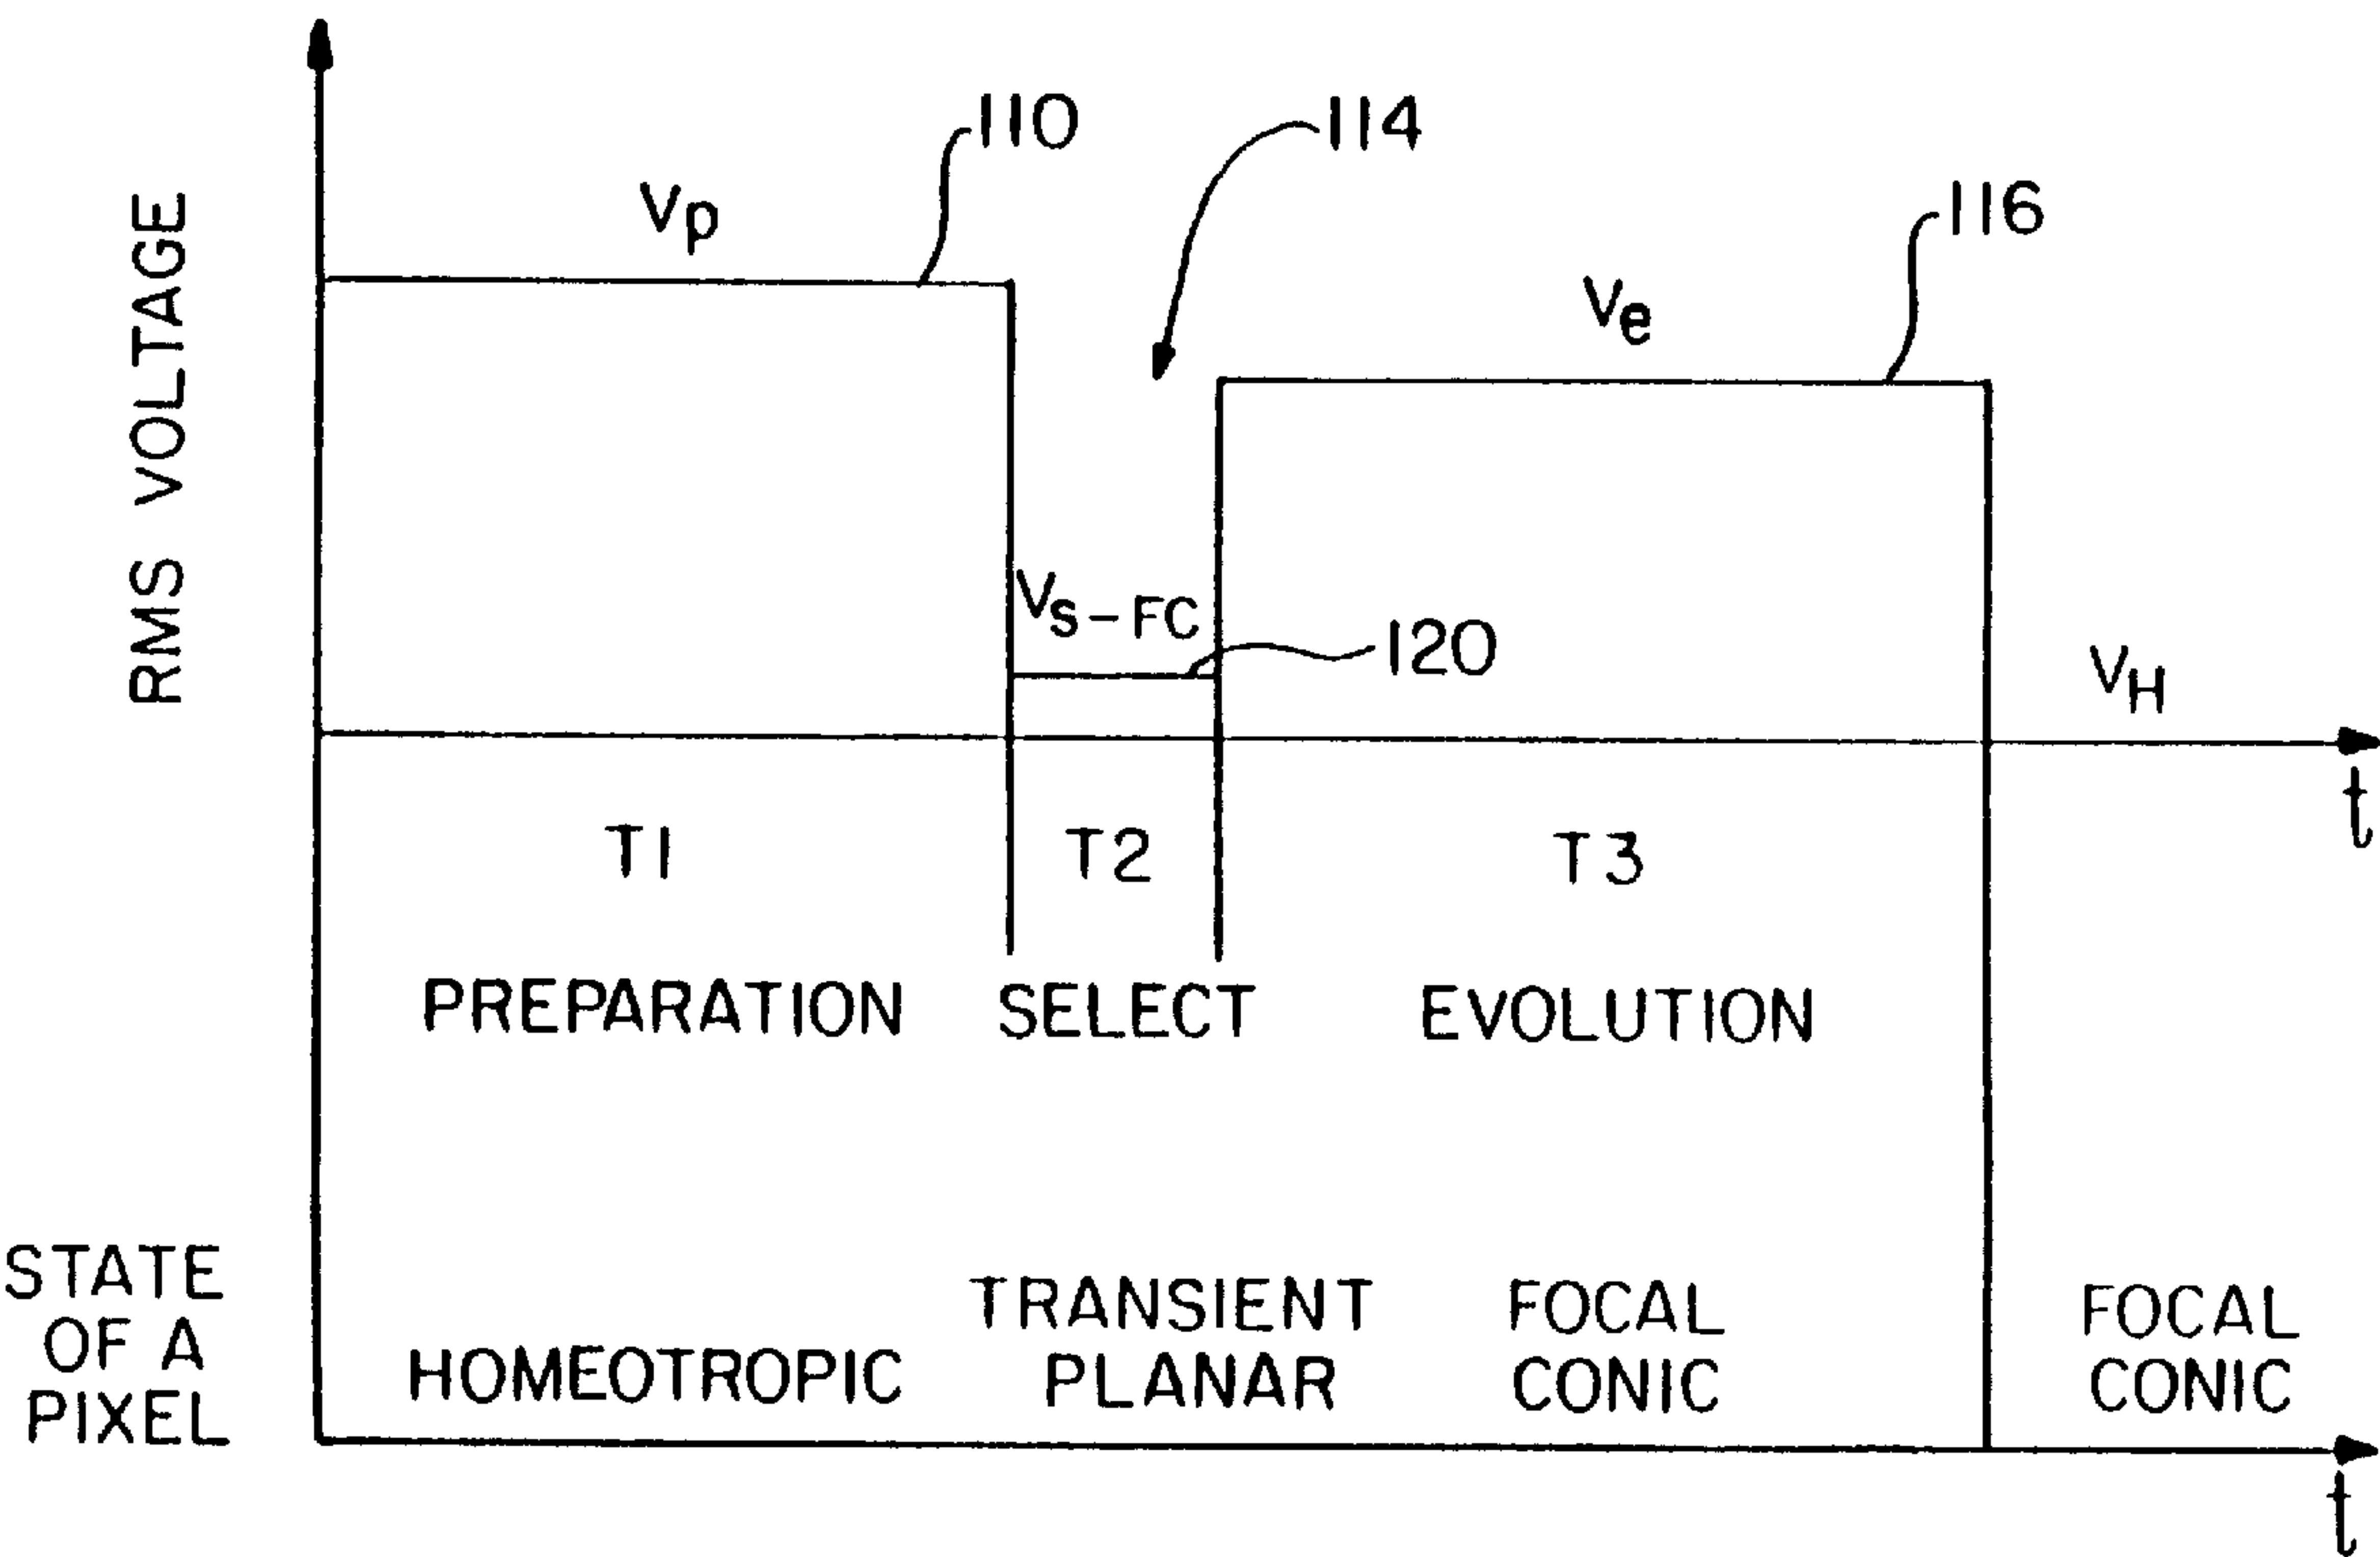 110
114
116
Vp
Ve
RMS VOLTAGE
Vs-FC
120
VH
t
T1
T2
T3
PREPARATION
SELECT
EVOLUTION
STATE
OF A
PIXEL
HOMEOTROPIC
TRANSIENT
PLANAR
FOCAL
CONIC
FOCAL
CONIC
t